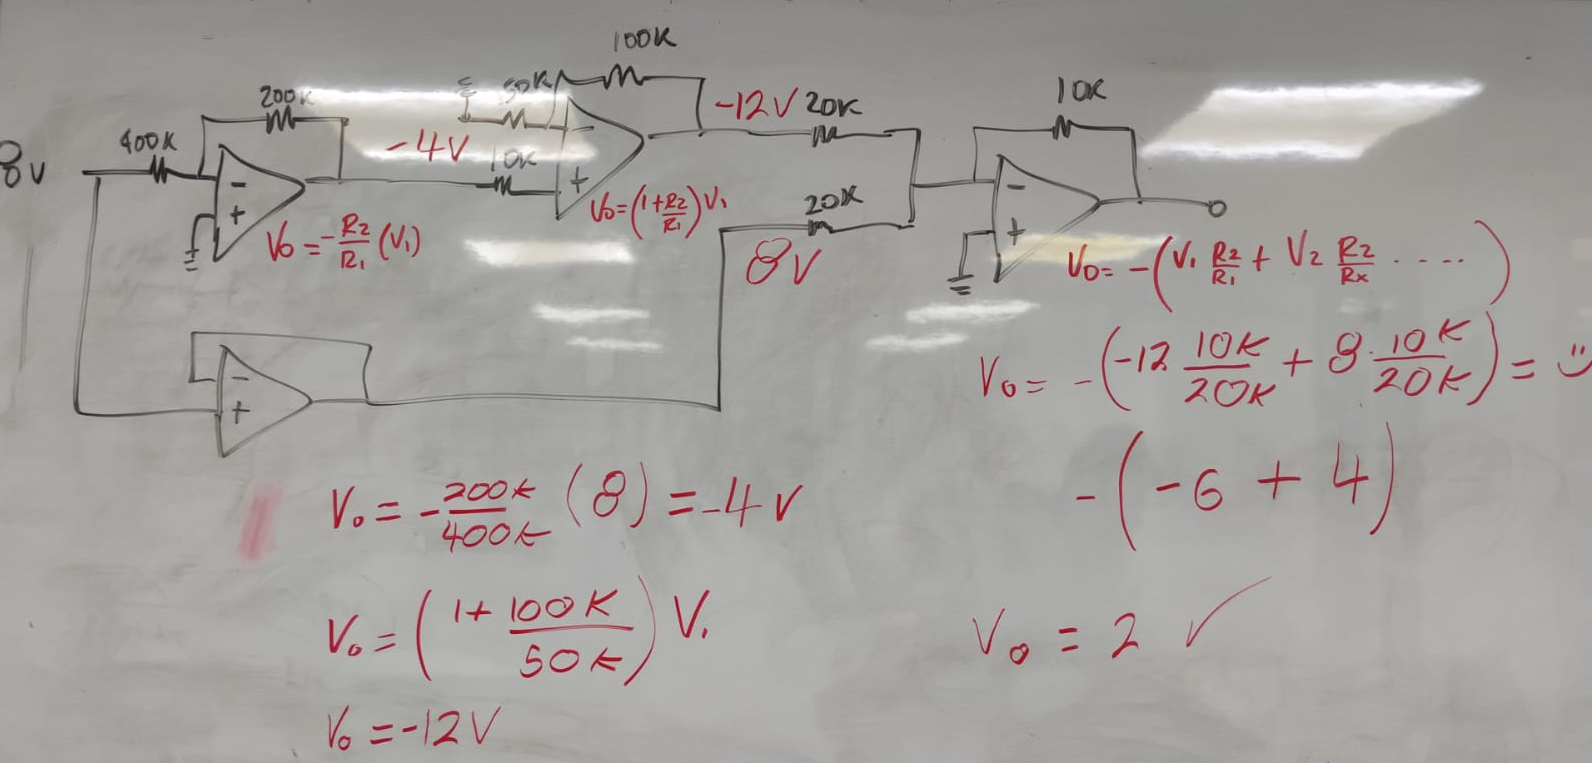 100K
200K
50K
-12V
20K
10K
400K
-4V
8V
10K
20K
-
+
-
+
-
+
-
+
Vo = -R2/R1 (V1)
Vo = (1+R2/R1) V1
8V
Vo = -(V1 R2/R1 + V2 R2/Rx ......)
Vo = -(-12 10K/20K + 8 · 10K/20K) = :)
-(-6 + 4)
Vo = 2 ✓
Vo = -200K/400K (8) = -4V
Vo = (1+100K/50K) V1
Vo = -12V